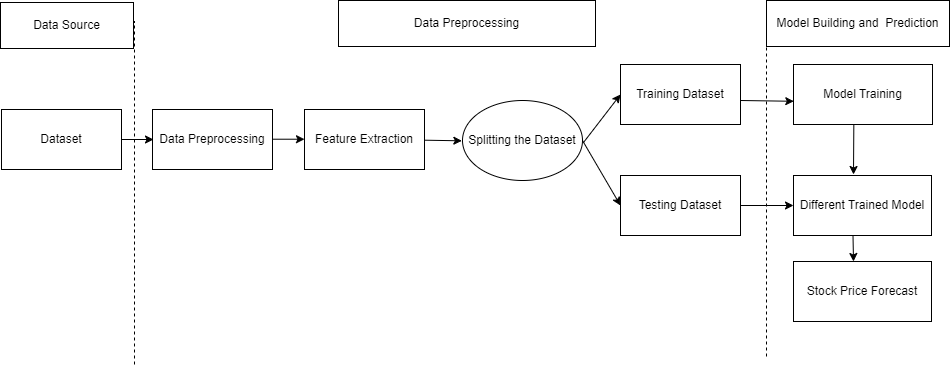 Data Source
Data Preprocessing
Model Building and  Prediction
Dataset
Data Preprocessing
Feature Extraction
Splitting the Dataset
Training Dataset
Testing Dataset
Model Training
Different Trained Model
Stock Price Forecast